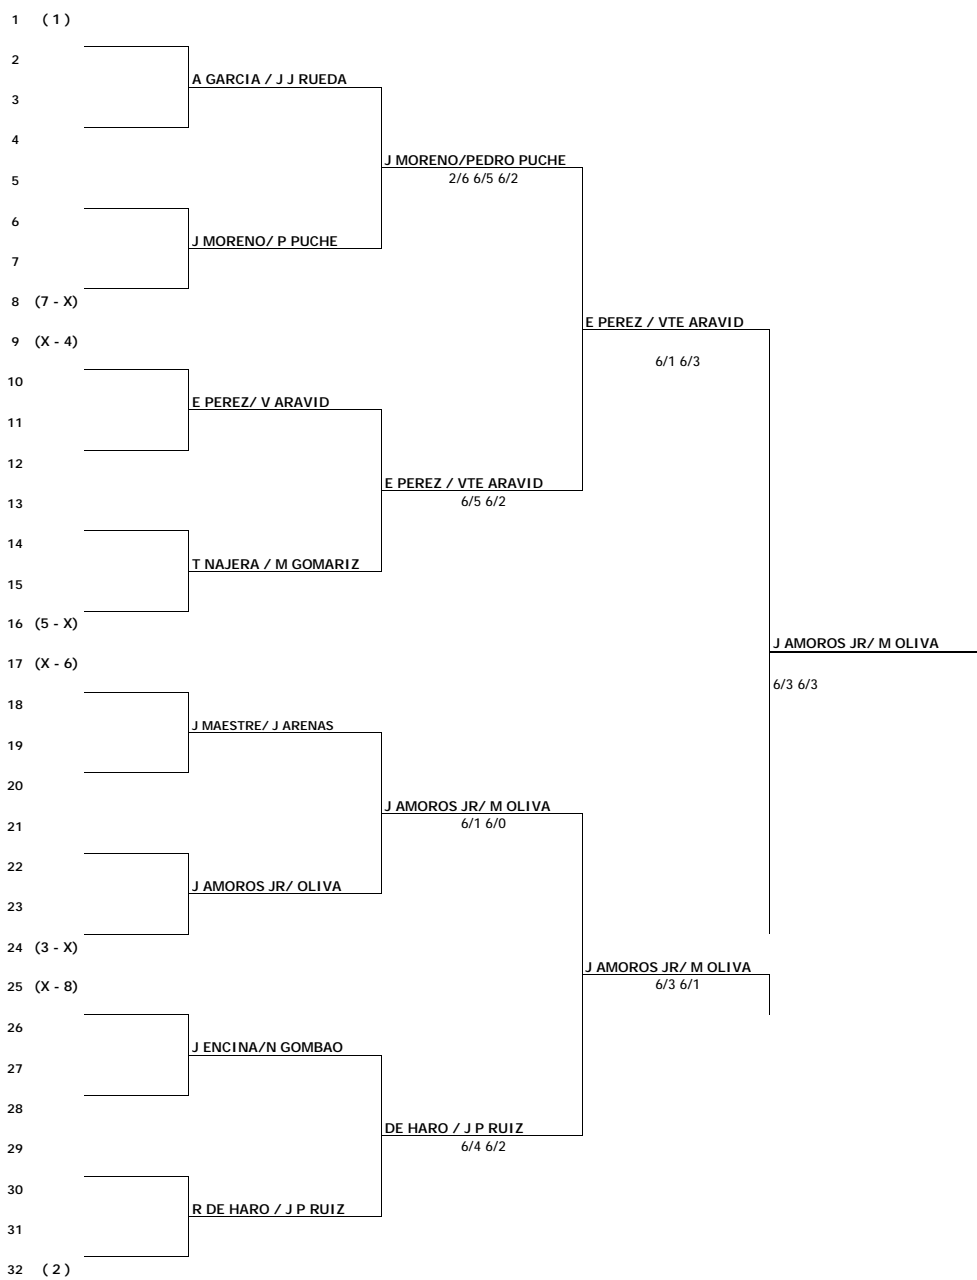 1 ( 1 )
2
A GARCIA / J J RUEDA
3
4
J MORENO/PEDRO PUCHE
5
2/6 6/5 6/2
6
J MORENO/ P PUCHE
7
8 (7 - X)
E PEREZ / VTE ARAVID
9 (X - 4)
6/1 6/3
10
E PEREZ/ V ARAVID
11
12
E PEREZ / VTE ARAVID
13
6/5 6/2
14
T NAJERA / M GOMARIZ
15
16 (5 - X)
J AMOROS JR/ M OLIVA
17 (X - 6)
6/3 6/3
18
J MAESTRE/ J ARENAS
19
20
J AMOROS JR/ M OLIVA
21
6/1 6/0
22
J AMOROS JR/ OLIVA
23
24 (3 - X)
J AMOROS JR/ M OLIVA
25 (X - 8)
6/3 6/1
26
J ENCINA/N GOMBAO
27
28
DE HARO / J P RUIZ
29
6/4 6/2
30
R DE HARO / J P RUIZ
31
32 ( 2 )